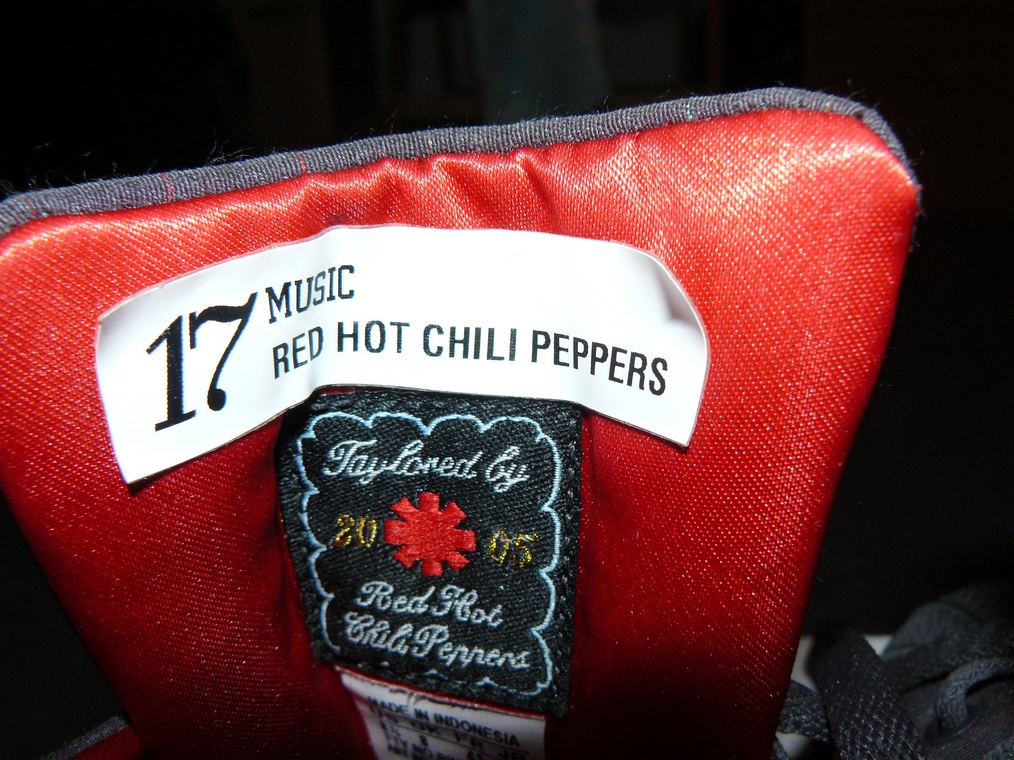 17 MUSIC
RED HOT CHILI PEPPERS
Taylored by
20 05
Red Hot
Chili Peppers
MADE IN INDONESIA